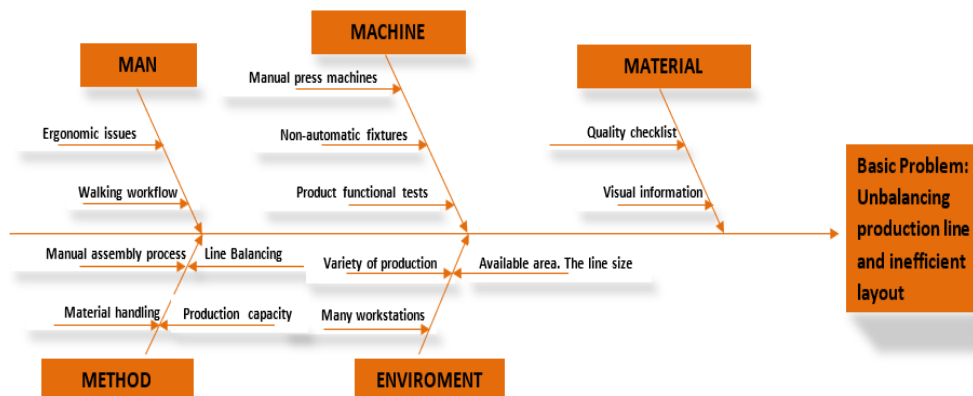 MACHINE
MAN
MATERIAL
Manual press machines
Ergonomic issues
Non-automatic fixtures
Quality checklist
Walking workflow
Product functional tests
Visual information
Basic Problem:
Unbalancing
production line
and inefficient
layout
Manual assembly process
Line Balancing
Variety of production
Available area. The line size
Material handling
Production capacity
Many workstations
METHOD
ENVIROMENT